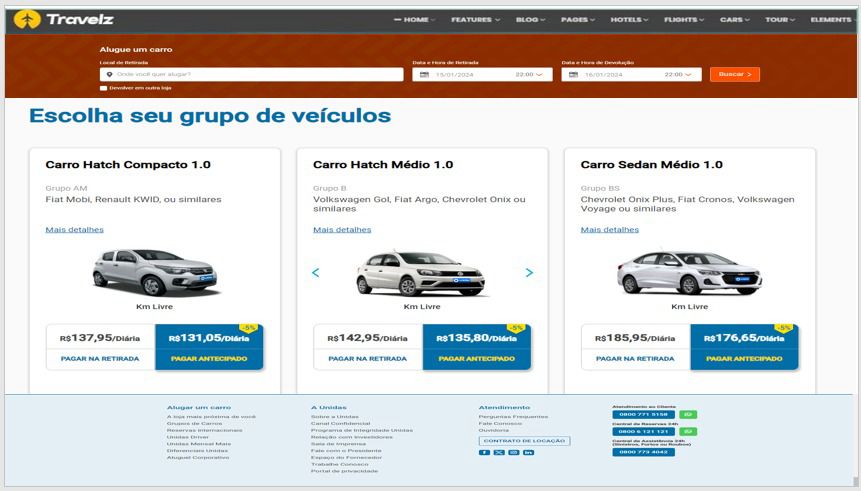 Travelz
HOME
FEATURES
BLOG
PAGES
HOTELS
FLIGHTS
CARS
TOUR
ELEMENTS
Alugue um carro
Local de Retirada
Data e Hora de Retirada
Data e Hora de Devolução
Onde você quer alugar?
15/01/2024
22:00
16/01/2024
22:00
Buscar >
Devolver em outra loja
Escolha seu grupo de veículos
Carro Hatch Compacto 1.0
Grupo AM
Fiat Mobi, Renault KWID, ou similares
Mais detalhes
Km Livre
-5%
R$137,95/Diária
R$131,05/Diária
PAGAR NA RETIRADA
PAGAR ANTECIPADO
Carro Hatch Médio 1.0
Grupo B
Volkswagen Gol, Fiat Argo, Chevrolet Onix ou
similares
Mais detalhes
Km Livre
-5%
R$142,95/Diária
R$135,80/Diária
PAGAR NA RETIRADA
PAGAR ANTECIPADO
Carro Sedan Médio 1.0
Grupo BS
Chevrolet Onix Plus, Fiat Cronos, Volkswagen
Voyage ou similares
Mais detalhes
Km Livre
-5%
R$185,95/Diária
R$176,65/Diária
PAGAR NA RETIRADA
PAGAR ANTECIPADO
Alugar um carro
A loja mais próxima de você
Grupos de Carros
Reservas Internacionais
Unidas Driver
Unidas Mensal Mais
Diferenciais Unidas
Aluguel Corporativo
A Unidas
Sobre a Unidas
Canal Confidencial
Programa de Integridade Unidas
Relação com Investidores
Sala de Imprensa
Fale com o Presidente
Espaço do Fornecedor
Trabalhe Conosco
Portal de privacidade
Atendimento
Perguntas Frequentes
Fale Conosco
Ouvidoria
CONTRATO DE LOCAÇÃO
Atendimento ao Cliente
0800 771 5158
Central de Reservas 24h
0800 6 121 121
Central de Assistência 24h
(Sinistros, Furtos ou Roubos)
0800 773 4042